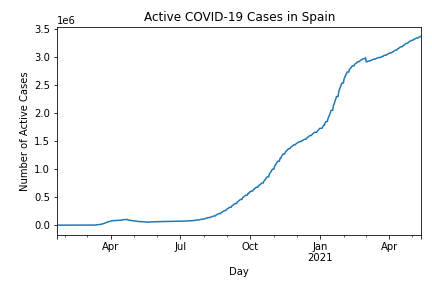 Active COVID-19 Cases in Spain
1e6
3.5
3.0
2.5
2.0
1.5
1.0
0.5
0.0
Number of Active Cases
Apr Jul Oct Jan Apr
2021
Day